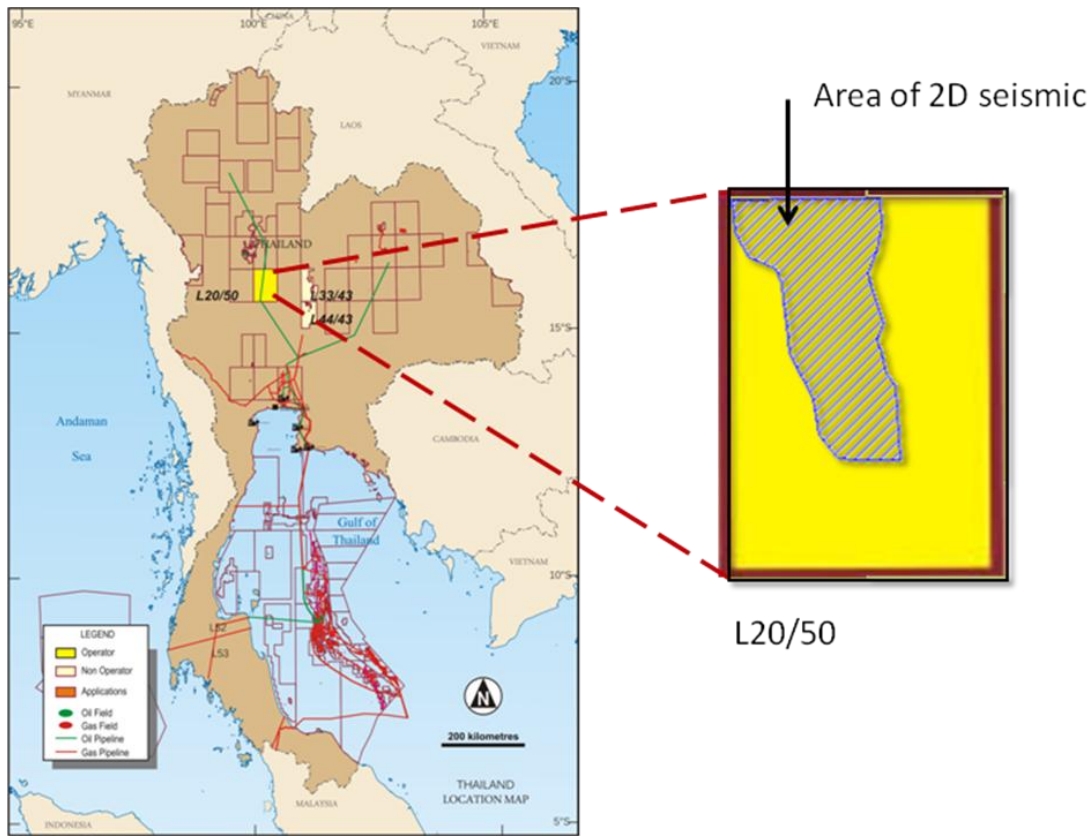 95°E
100°E
105°E
CHINA
VIETNAM
MYANMAR
20°S
LAOS
Area of 2D seismic
THAILAND
L20/50
L33/43
L44/43
15°S
Andaman
Sea
CAMBODIA
Gulf of
Thailand
VIETNAM
10°S
L52
L53
LEGEND
Operator
Non Operator
Applications
Oil Field
Gas Field
Oil Pipeline
Gas Pipeline
N
200 kilometres
THAILAND
LOCATION MAP
MALAYSIA
INDONESIA
5°S
L20/50